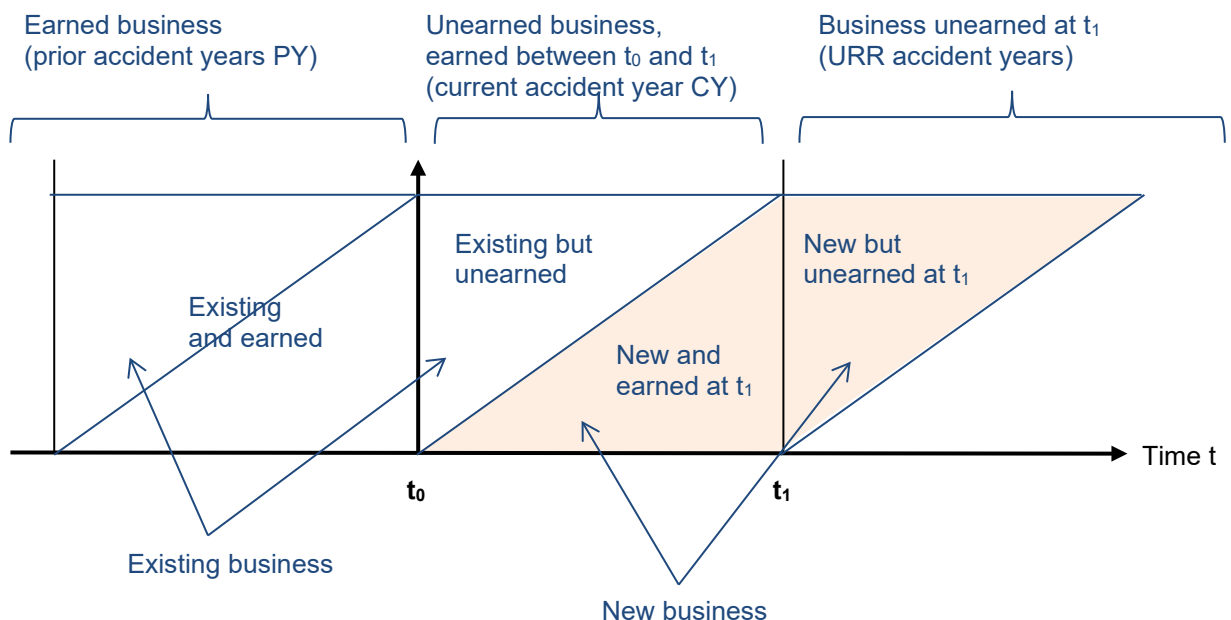 Earned business
(prior accident years PY)
Unearned business,
earned between t₀ and t₁
(current accident year CY)
Business unearned at t₁
(URR accident years)
Existing
and earned
Existing but
unearned
New and
earned at t₁
New but
unearned at t₁
Time t
t₀
t₁
Existing business
New business